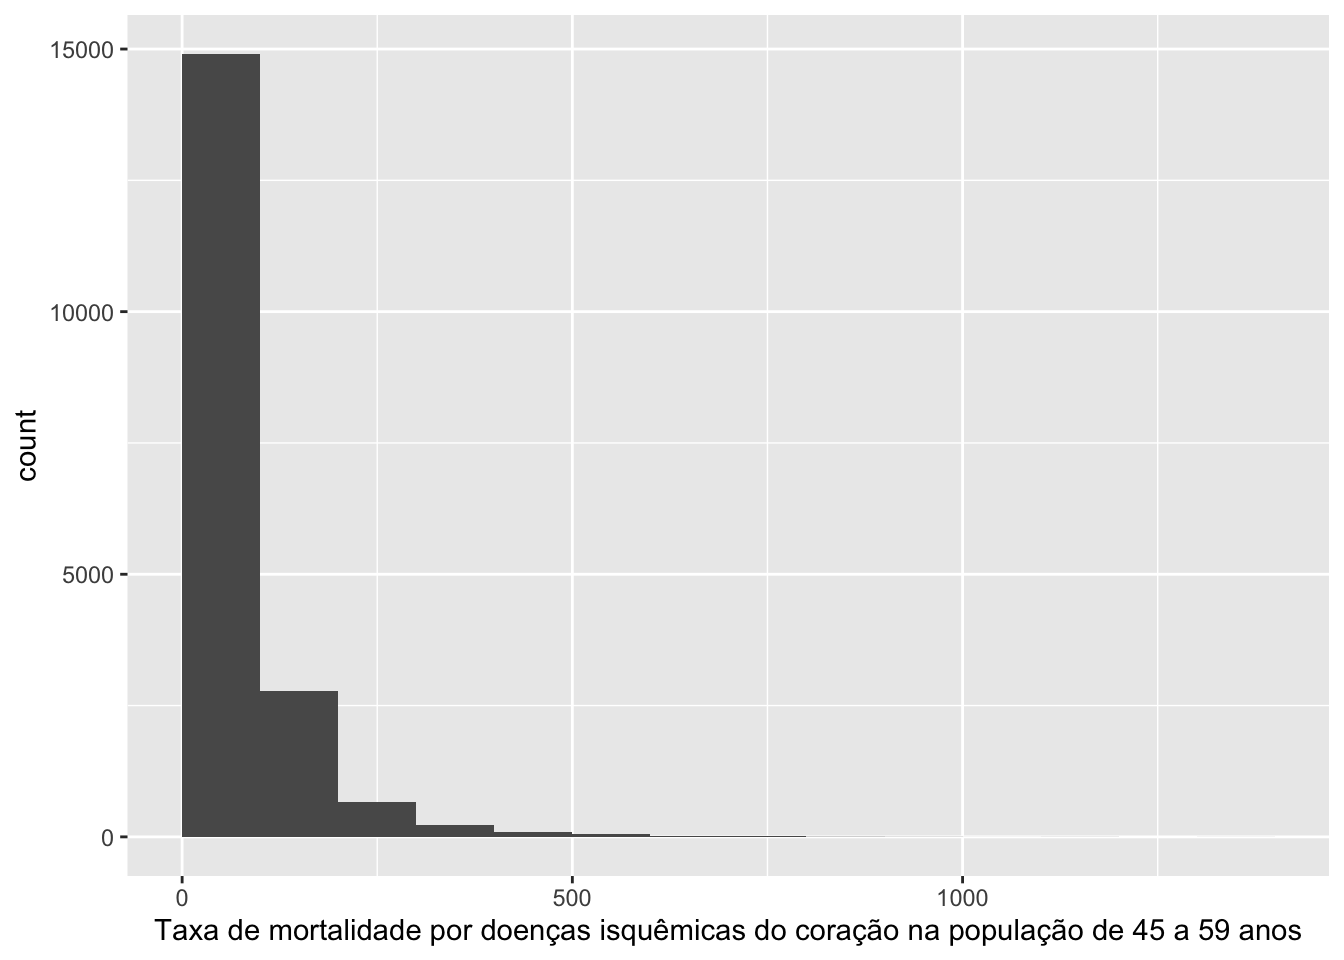 15000
10000
5000
0
count
0 500 1000
Taxa de mortalidade por doenças isquêmicas do coração na população de 45 a 59 anos